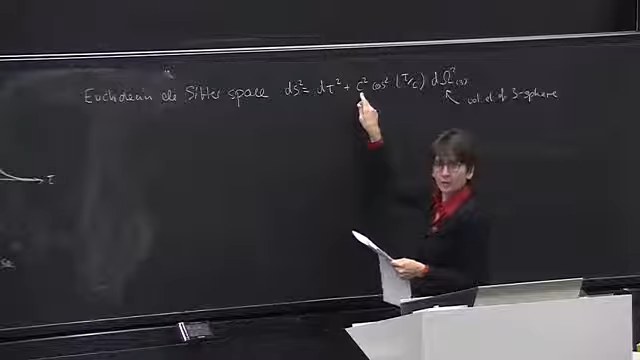 Euclidean de Sitter space ds² = dτ² + c² cos² (τ/c) dΩ²₍₃₎
vol. el. of 3-sphere
τ